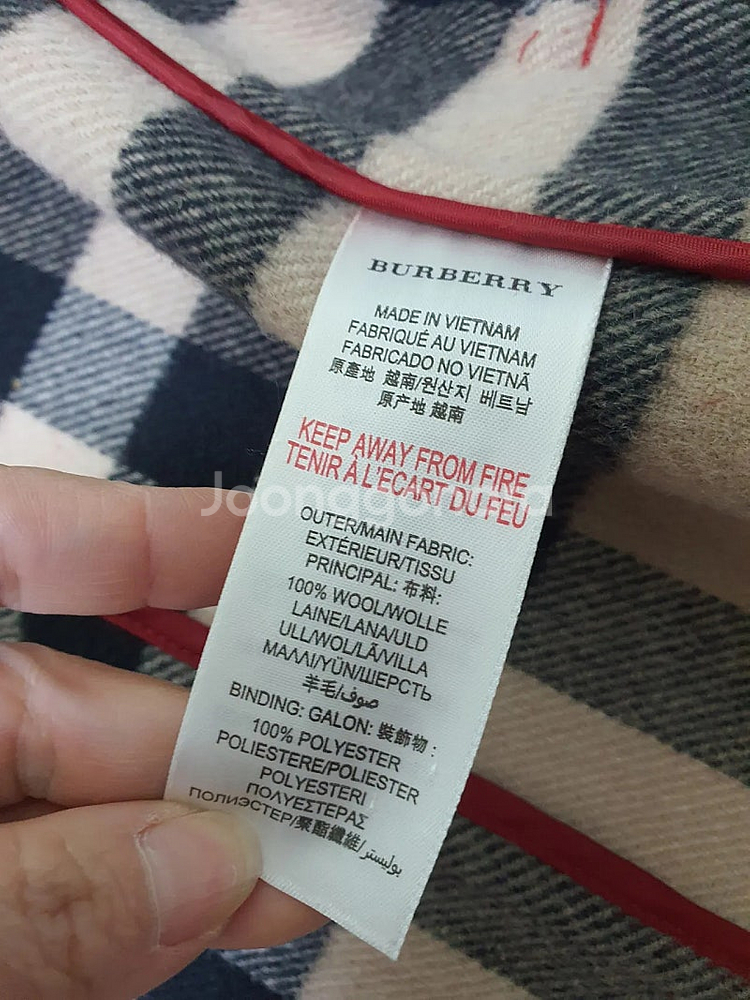 BURBERRY
MADE IN VIETNAM
FABRIQUÉ AU VIETNAM
FABRICADO NO VIETNÃ
原產地 越南/원산지 베트남
原产地 越南
KEEP AWAY FROM FIRE
TENIR À L'ECART DU FEU
OUTER/MAIN FABRIC:
EXTÉRIEUR/TISSU
PRINCIPAL: 布料:
100% WOOL/WOLLE
LAINE/LANA/ULD
ULL/WOL/LÃ/VILLA
ΜΑΛΛΙ/YÜN/ШЕРСТЬ
羊毛/صوف
BINDING: GALON: 裝飾物:
100% POLYESTER
POLIESTERE/POLIESTER
POLYESTERI
ΠΟΛΥΕΣΤΕΡΑΣ
ПОЛИЭСТЕР/聚酯纖維/بوليستر